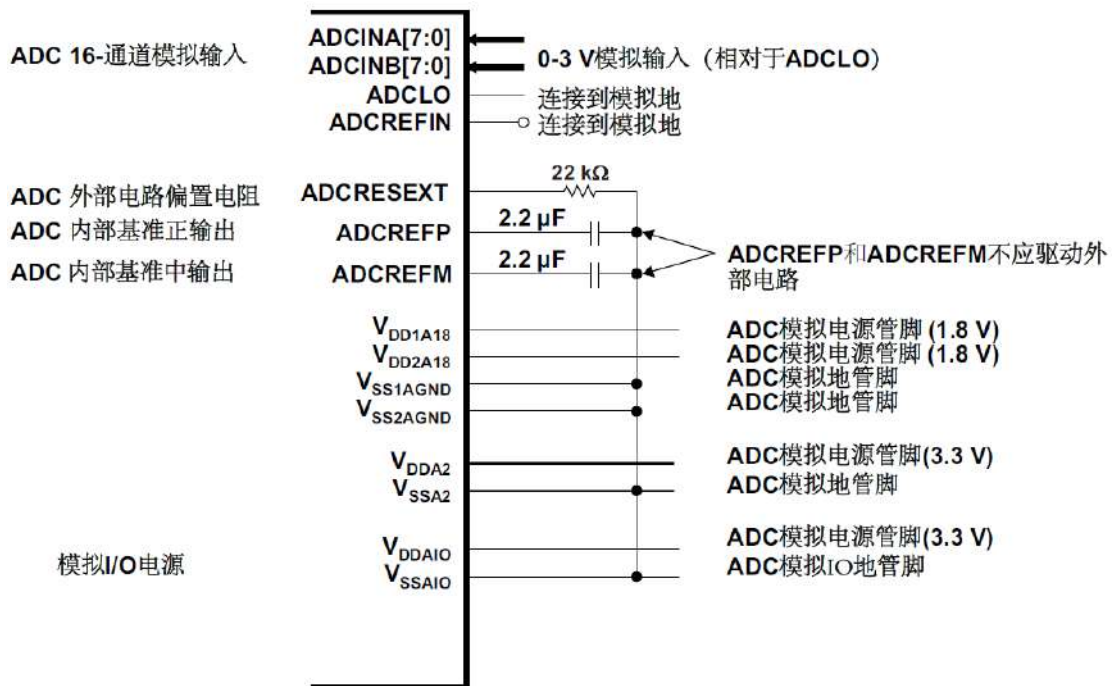 ADC 16-通道模拟输入
ADCINA[7:0]
ADCINB[7:0]
0-3 V模拟输入（相对于ADCLO）
ADCLO
连接到模拟地
ADCREFIN
连接到模拟地
22 kΩ
ADC 外部电路偏置电阻
ADCRESEXT
2.2 μF
ADC 内部基准正输出
ADCREFP
2.2 μF
ADC 内部基准中输出
ADCREFM
ADCREFP和ADCREFM不应驱动外
部电路
VDD1A18
ADC模拟电源管脚 (1.8 V)
VDD2A18
ADC模拟电源管脚 (1.8 V)
VSS1AGND
ADC模拟地管脚
VSS2AGND
ADC模拟地管脚
VDDA2
ADC模拟电源管脚(3.3 V)
VSSA2
ADC模拟地管脚
模拟I/O电源
VDDAIO
ADC模拟电源管脚(3.3 V)
VSSAIO
ADC模拟IO地管脚